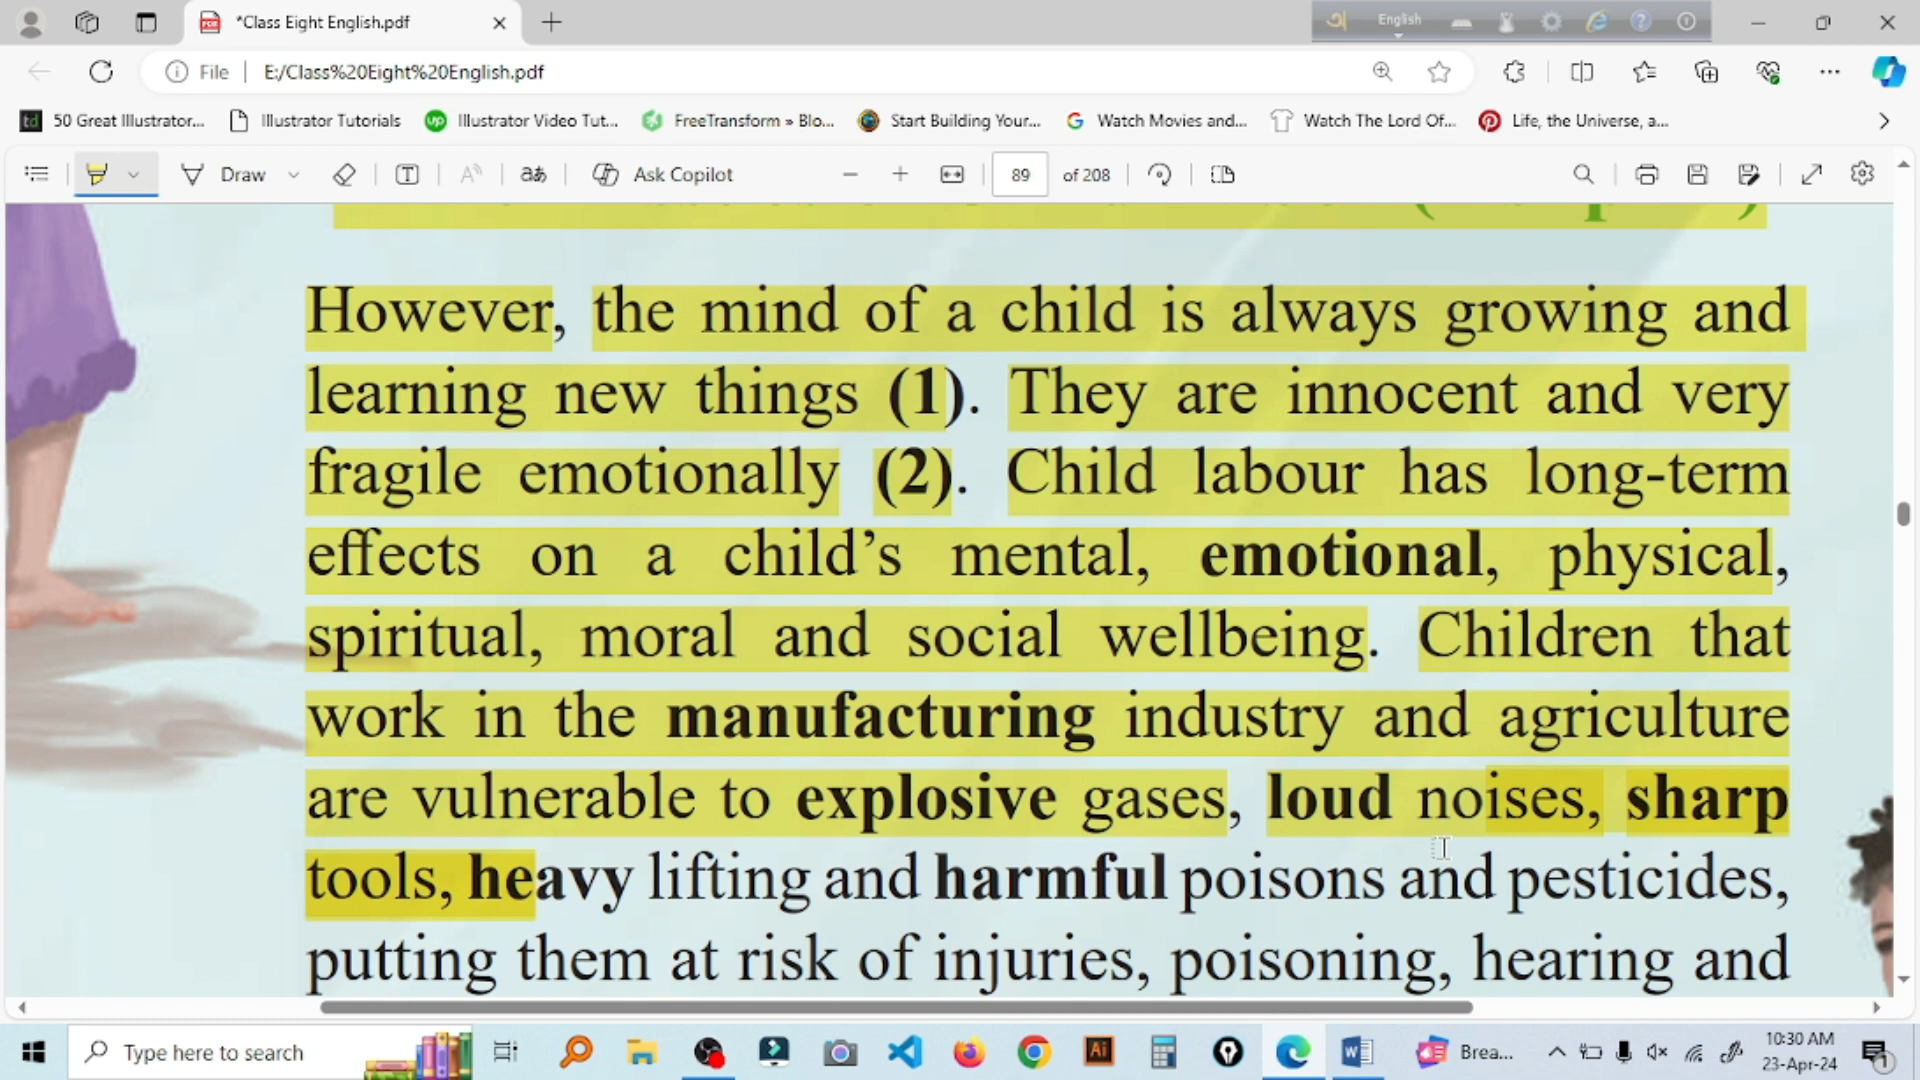 *Class Eight English.pdf
English
File
E:/Class%20Eight%20English.pdf
50 Great Illustrator...
Illustrator Tutorials
Illustrator Video Tut...
FreeTransform » Blo...
Start Building Your...
Watch Movies and...
Watch The Lord Of...
Life, the Universe, a...
Draw
Ask Copilot
89
of 208
However, the mind of a child is always growing and
learning new things (1). They are innocent and very
fragile emotionally (2). Child labour has long-term
effects on a child’s mental, emotional, physical,
spiritual, moral and social wellbeing. Children that
work in the manufacturing industry and agriculture
are vulnerable to explosive gases, loud noises, sharp
tools, heavy lifting and harmful poisons and pesticides,
putting them at risk of injuries, poisoning, hearing and
Type here to search
Brea...
10:30 AM
23-Apr-24